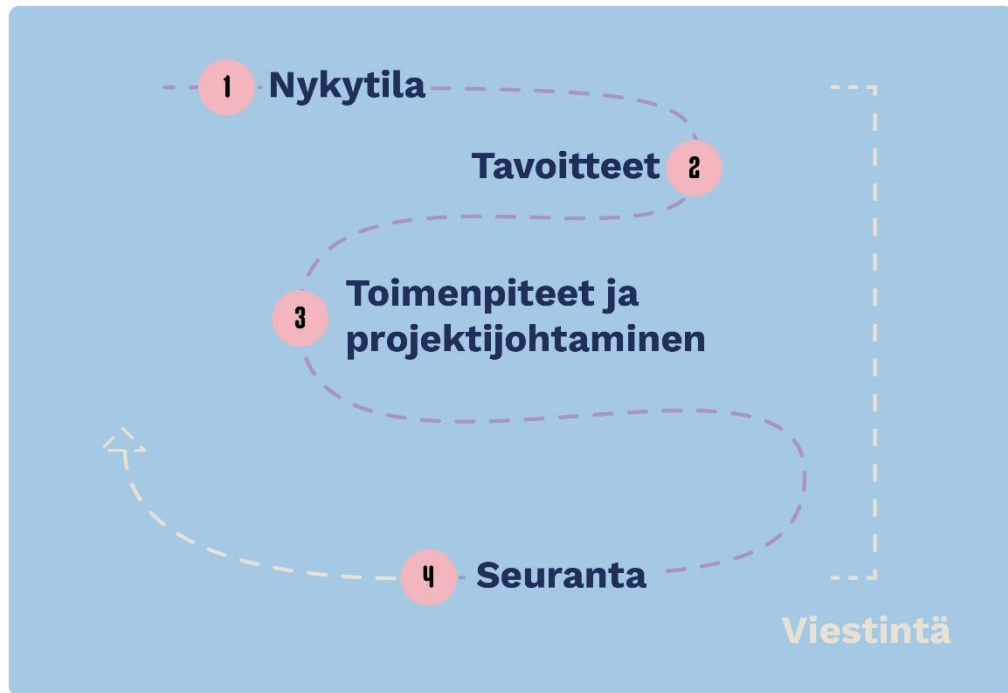 1 Nykytila
Tavoitteet 2
3 Toimenpiteet ja
projektijohtaminen
4 Seuranta
Viestintä